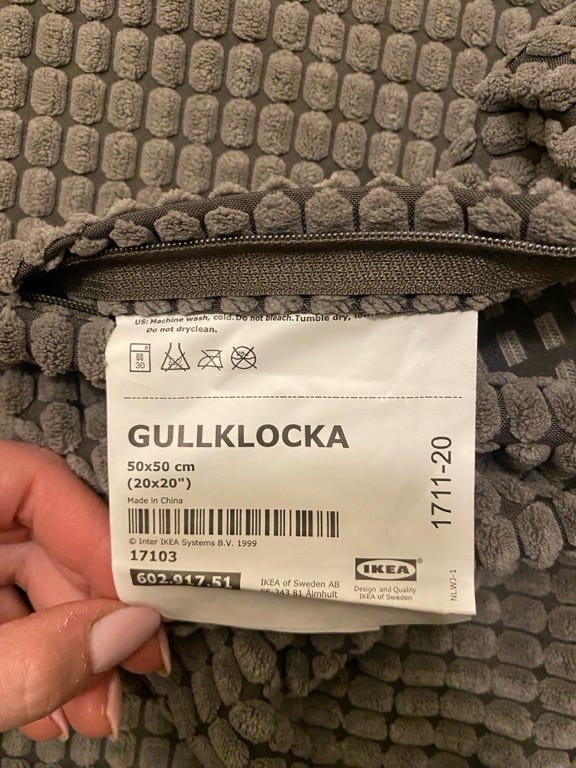 US: Machine wash, cold. Do not bleach. Tumble dry,
Do not dryclean.
30
GULLKLOCKA
50x50 cm
(20x20")
Made in China
© Inter IKEA Systems B.V. 1999
17103
602.917.51
IKEA of Sweden AB
SE-343 81 Älmhult
1711-20
IKEA®
Design and Quality
IKEA of Sweden
NLWJ-1